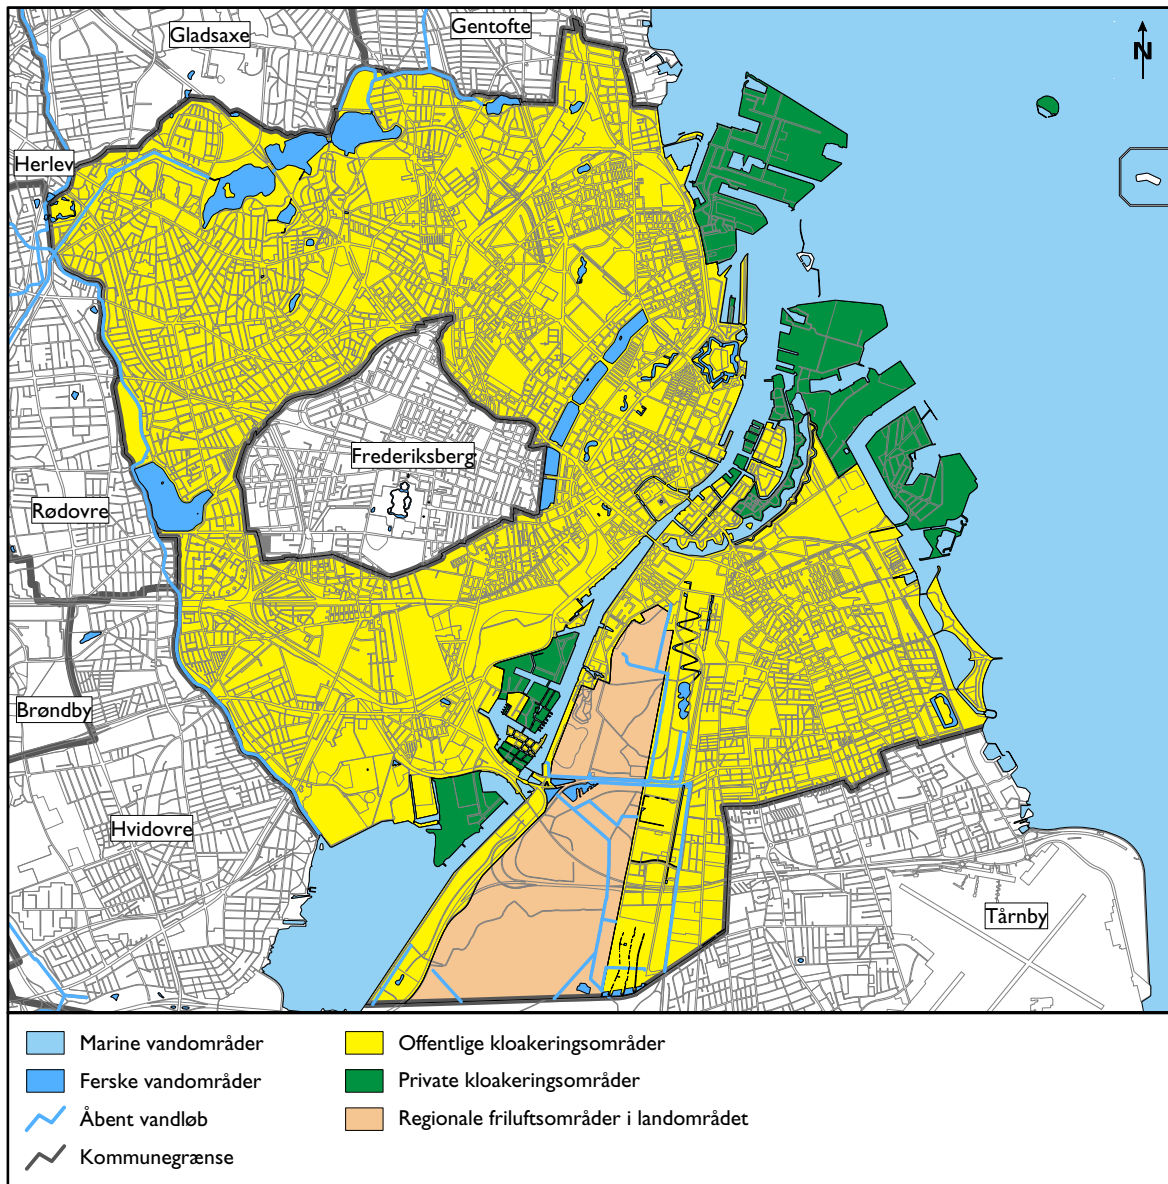 Gentofte
Gladsaxe
N
Herlev
Frederiksberg
Rødovre
Brøndby
Hvidovre
Tårnby
Marine vandområder
Ferske vandområder
Åbent vandløb
Kommunegrænse
Offentlige kloakeringsområder
Private kloakeringsområder
Regionale friluftsområder i landområdet